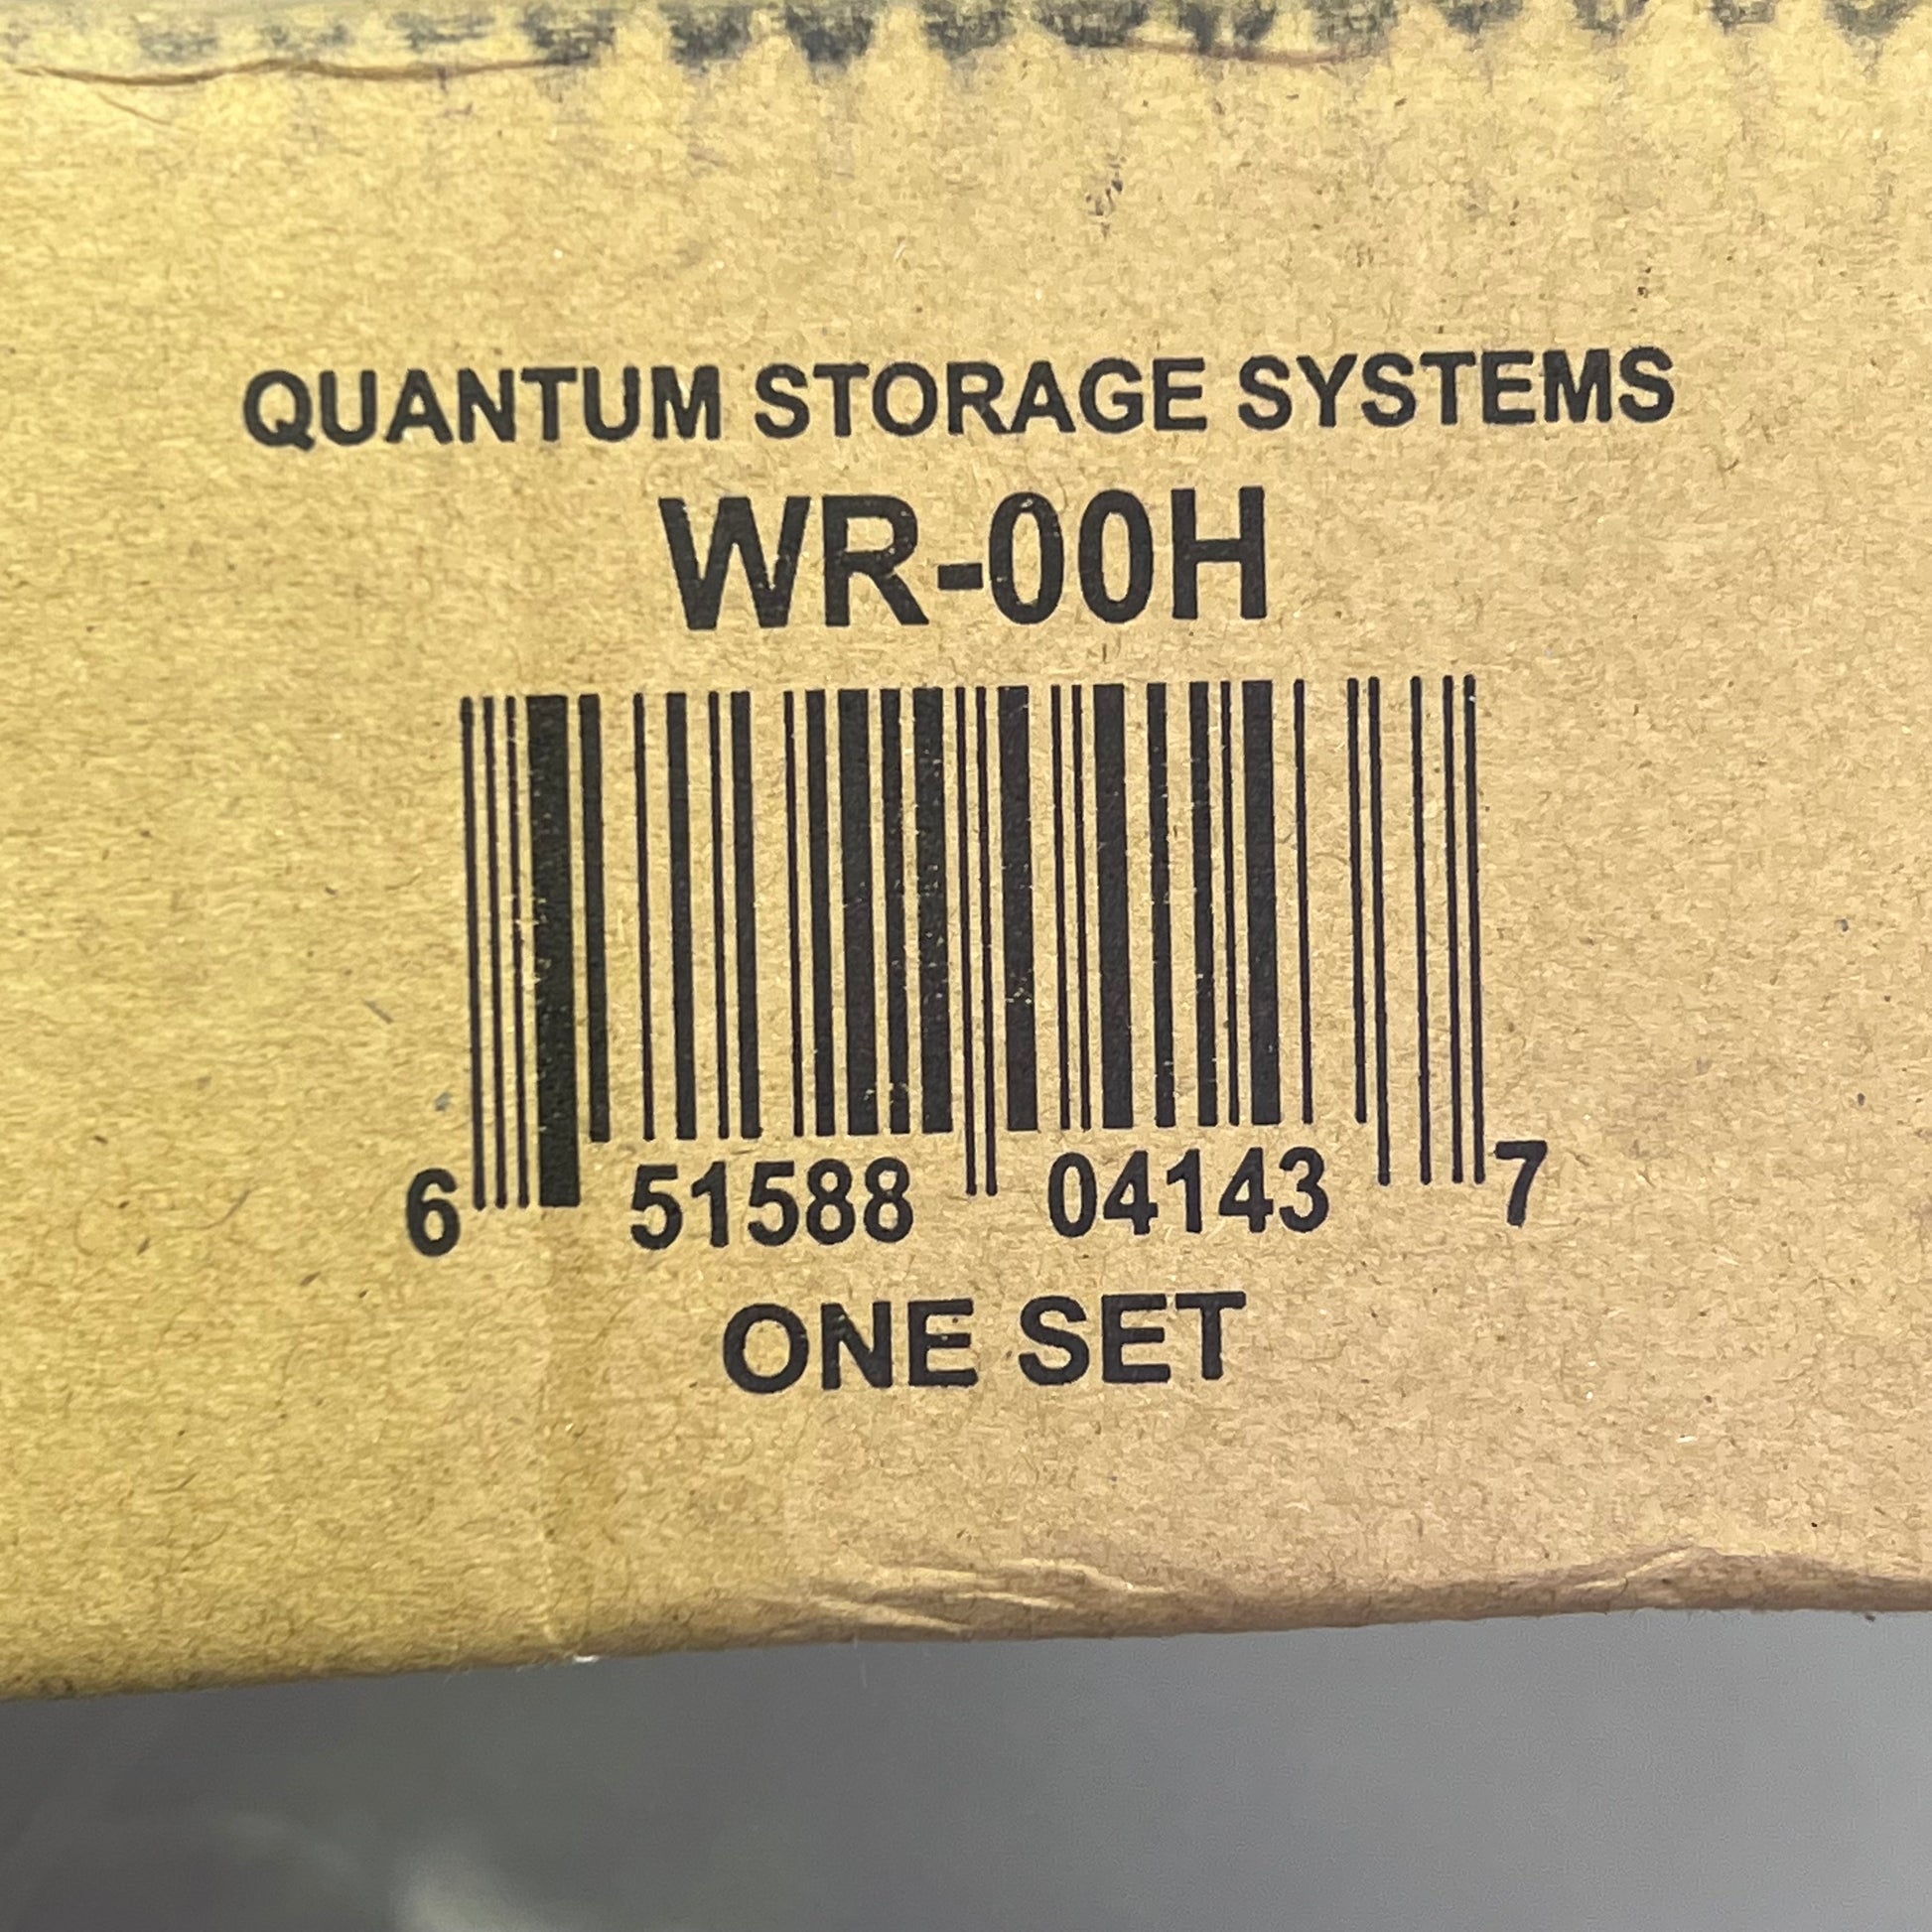 QUANTUM STORAGE SYSTEMS
WR-00H
6 51588 04143 7
ONE SET